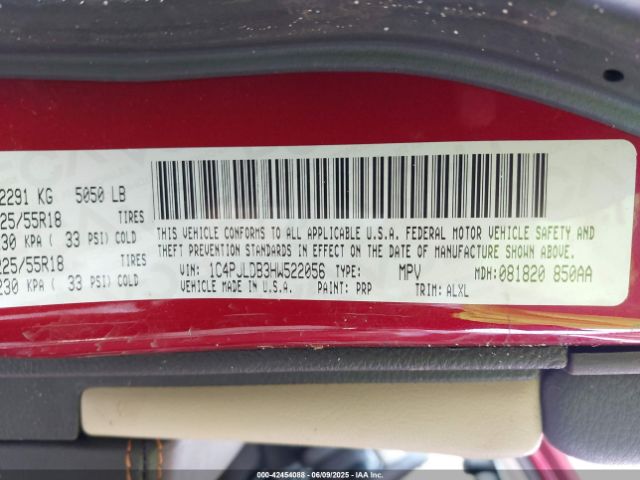 2291 KG 5050 LB
25/55R18 TIRES
230 KPA ( 33 PSI) COLD
225/55R18 TIRES
230 KPA ( 33 PSI) COLD
THIS VEHICLE CONFORMS TO ALL APPLICABLE U.S.A. FEDERAL MOTOR VEHICLE SAFETY AND
THEFT PREVENTION STANDARDS IN EFFECT ON THE DATE OF MANUFACTURE SHOWN ABOVE.
VIN: 1C4PJLDB3HW522056 TYPE: MPV MDH: 081820 850AA
VEHICLE MADE IN U.S.A. PAINT: PRP TRIM: ALXL
000-42454088 - 06/09/2025 - IAAI.COM